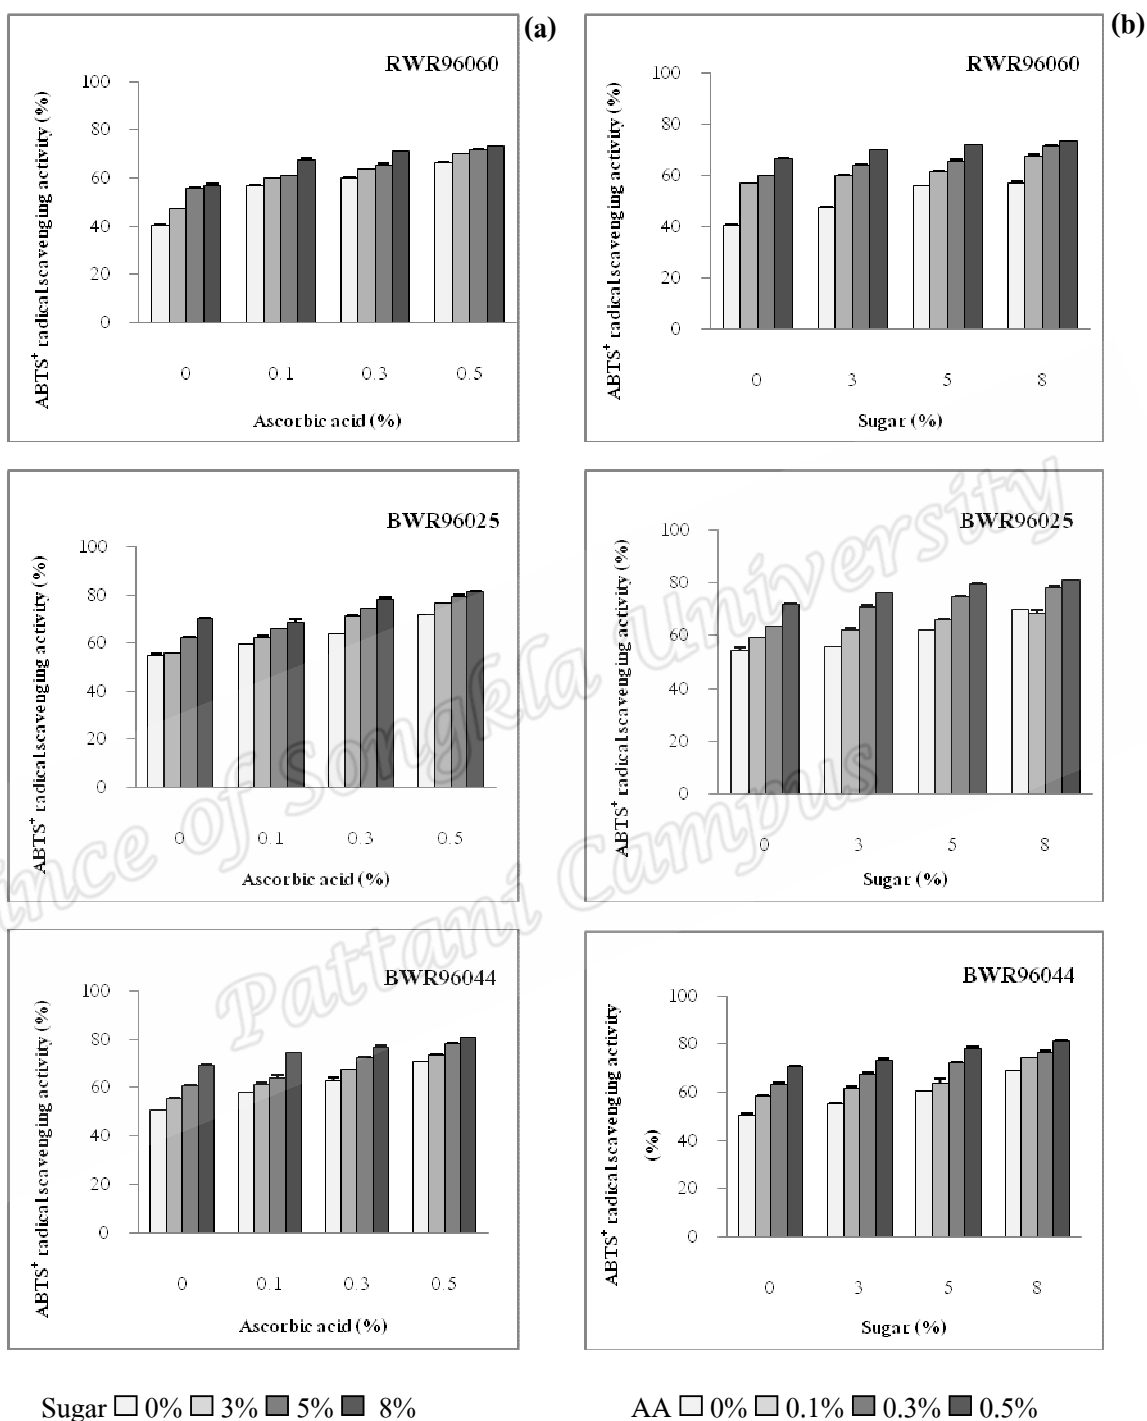 (a)
RWR96060
ABTS⁺ radical scavenging activity (%)
100
80
60
40
20
0
0 0.1 0.3 0.5
Ascorbic acid (%)
(b)
RWR96060
ABTS⁺ radical scavenging activity (%)
100
80
60
40
20
0
0 3 5 8
Sugar (%)
BWR96025
ABTS⁺ radical scavenging activity (%)
100
80
60
40
20
0
0 0.1 0.3 0.5
Ascorbic acid (%)
BWR96025
ABTS⁺ radical scavenging activity (%)
100
80
60
40
20
0
0 3 5 8
Sugar (%)
BWR96044
ABTS⁺ radical scavenging activity (%)
100
80
60
40
20
0
0 0.1 0.3 0.5
Ascorbic acid (%)
BWR96044
ABTS⁺ radical scavenging activity
(%)
100
80
60
40
20
0
0 3 5 8
Sugar (%)
Sugar 0% 3% 5% 8%
AA 0% 0.1% 0.3% 0.5%
of Songkla University
Pattani Campus